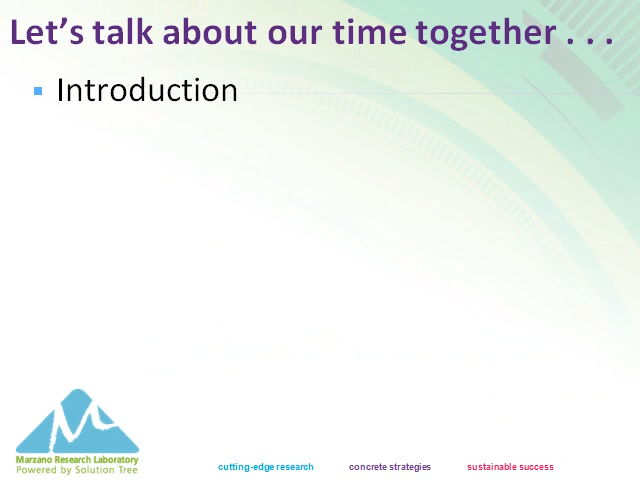 Let’s talk about our time together . . .
Introduction
Marzano Research Laboratory
Powered by Solution Tree
cutting-edge research concrete strategies sustainable success